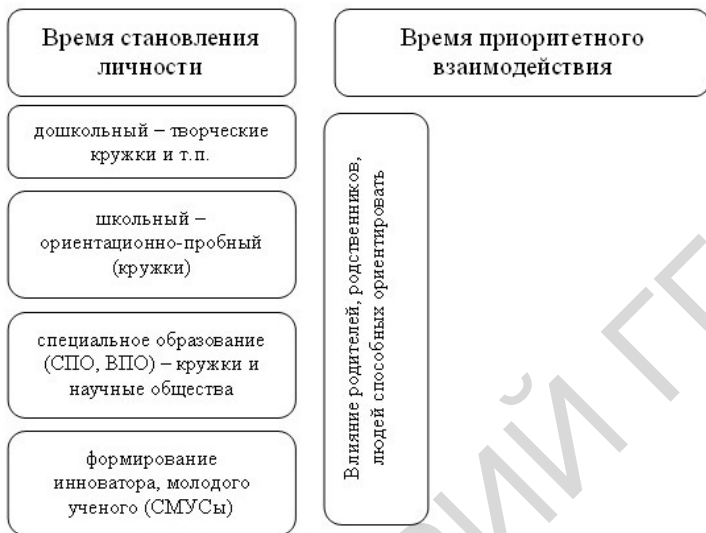 Время становления
личности
Время приоритетного
взаимодействия
дошкольный – творческие
кружки и т.п.
школьный –
ориентационно-пробный
(кружки)
специальное образование
(СПО, ВПО) – кружки и
научные общества
формирование
инноватора, молодого
ученого (СМУСы)
Влияние родителей, родственников,
людей способных ориентировать